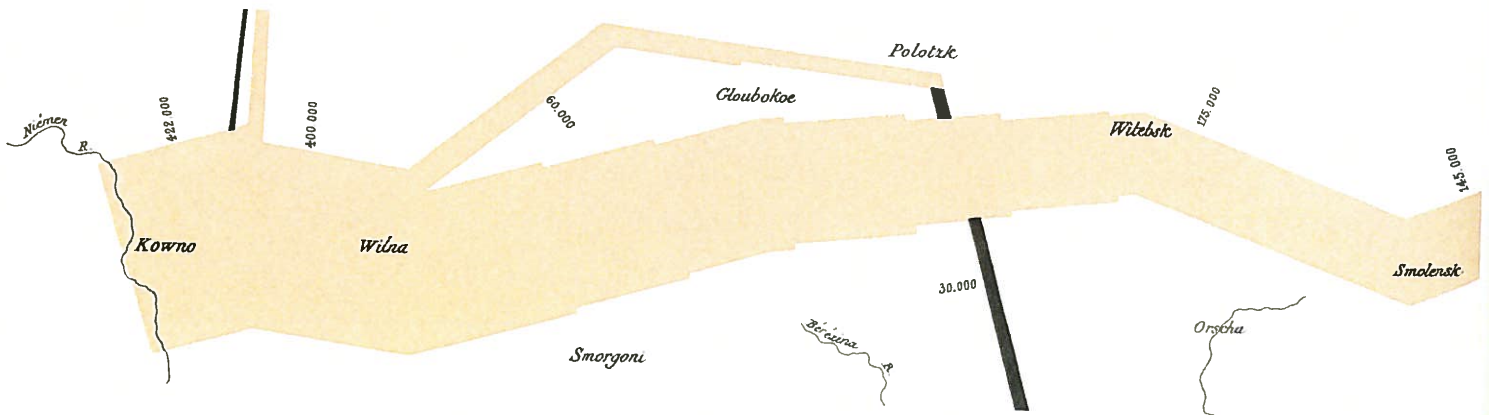 Niémen
R.
422.000
400.000
60.000
Polotzk
Gloubokoe
Witebsk
175.000
145.000
Kowno
Wilna
Smolensk
30.000
Smorgoni
Bérézina
R.
Orscha